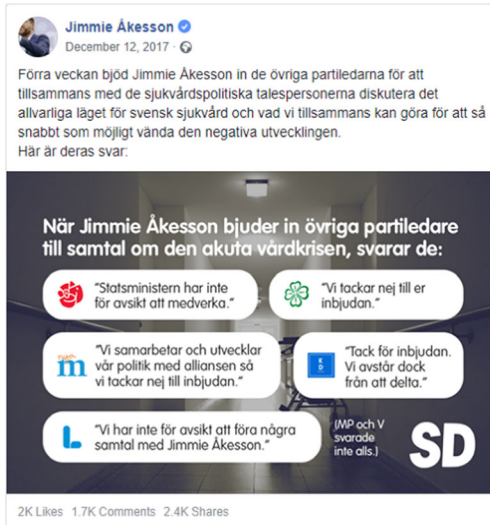 Jimmie Åkesson
December 12, 2017 ·
Förra veckan bjöd Jimmie Åkesson in de övriga partiledarna för att
tillsammans med de sjukvårdspolitiska talespersonerna diskutera det
allvarliga läget för svensk sjukvård och vad vi tillsammans kan göra för att så
snabbt som möjligt vända den negativa utvecklingen.
Här är deras svar:
När Jimmie Åkesson bjuder in övriga partiledare
till samtal om den akuta vårdkrisen, svarar de:
"Statsministern har inte
för avsikt att medverka."
"Vi tackar nej till er
inbjudan."
m
"Vi samarbetar och utvecklar
vår politik med alliansen så
vi tackar nej till inbjudan."
KD
"Tack för inbjudan.
Vi avstår dock
från att delta."
L
"Vi har inte för avsikt att föra några
samtal med Jimmie Åkesson."
(MP och V
svarade
inte alls.)
SD
2K Likes 1.7K Comments 2.4K Shares